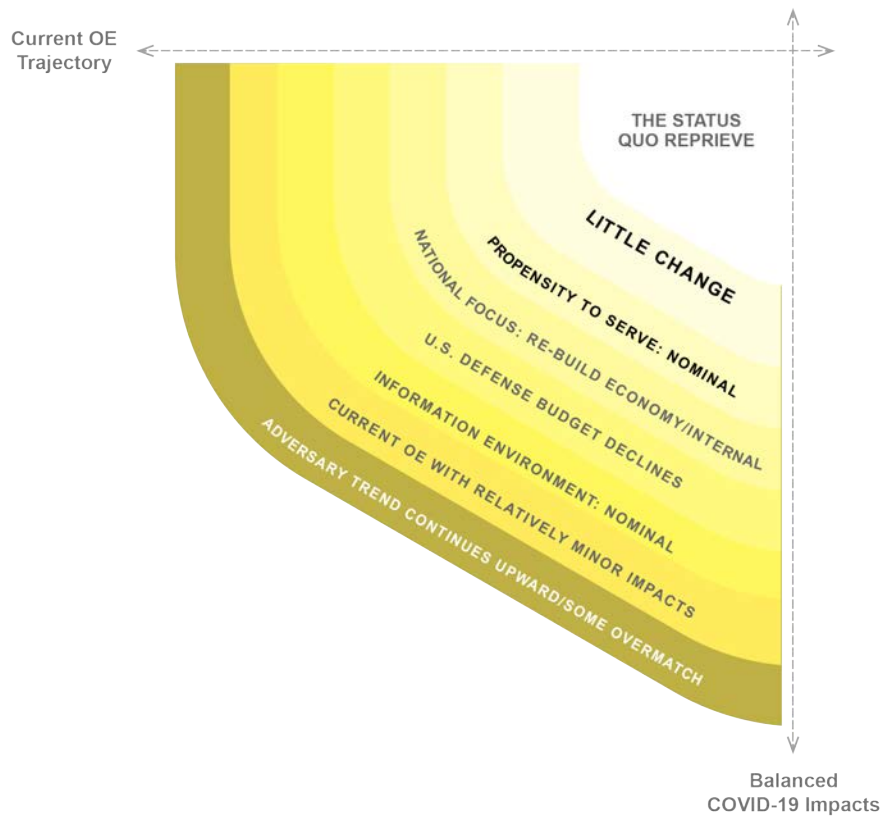 Current OE
Trajectory
THE STATUS
QUO REPRIEVE
LITTLE CHANGE
PROPENSITY TO SERVE: NOMINAL
NATIONAL FOCUS: RE-BUILD ECONOMY/INTERNAL
U.S. DEFENSE BUDGET DECLINES
INFORMATION ENVIRONMENT: NOMINAL
CURRENT OE WITH RELATIVELY MINOR IMPACTS
ADVERSARY TREND CONTINUES UPWARD/SOME OVERMATCH
Balanced
COVID-19 Impacts